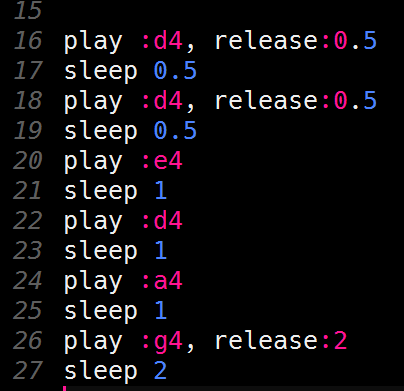 15
16 play :d4, release:0.5
17 sleep 0.5
18 play :d4, release:0.5
19 sleep 0.5
20 play :e4
21 sleep 1
22 play :d4
23 sleep 1
24 play :a4
25 sleep 1
26 play :g4, release:2
27 sleep 2